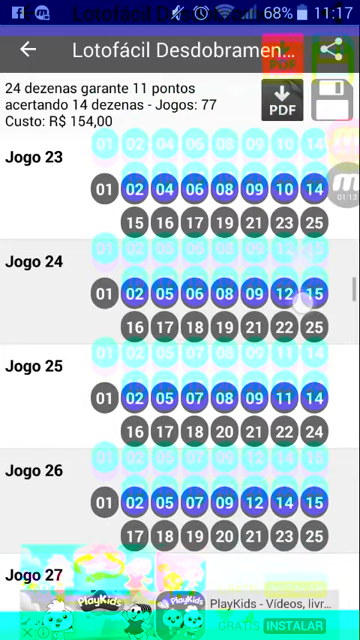 68% 11:17
Lotofácil Desdobramen...
24 dezenas garante 11 pontos
acertando 14 dezenas - Jogos: 77
Custo: R$ 154,00
PDF
01:13
Jogo 23
01 02 04 06 08 09 10 14
15 16 17 19 21 23 25
Jogo 24
01 02 05 06 08 09 12 15
16 17 18 19 21 22 25
Jogo 25
01 02 05 07 08 09 11 14
16 17 18 20 21 22 24
Jogo 26
01 02 05 07 09 12 14 15
17 18 19 20 21 23 25
Jogo 27
PlayKids
PlayKids - Vídeos, livr...
GRÁTIS INSTALAR